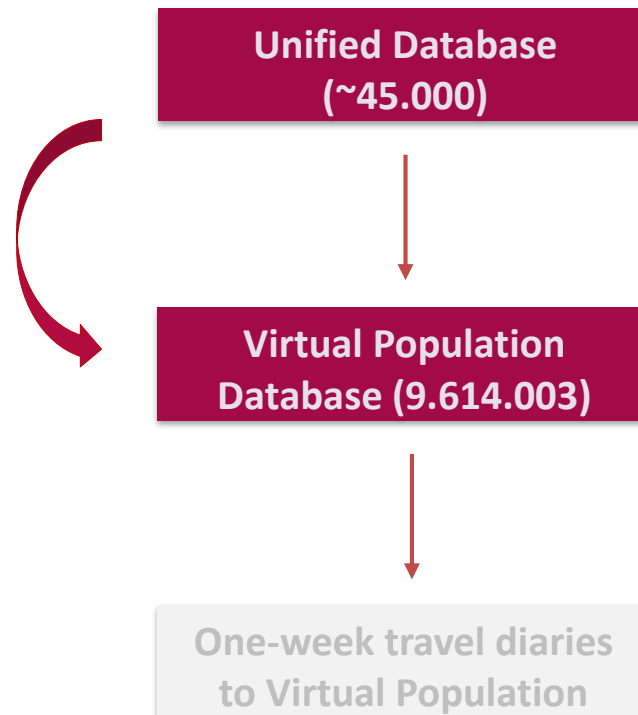 Unified Database
(~45.000)
Virtual Population
Database (9.614.003)
One-week travel diaries
to Virtual Population